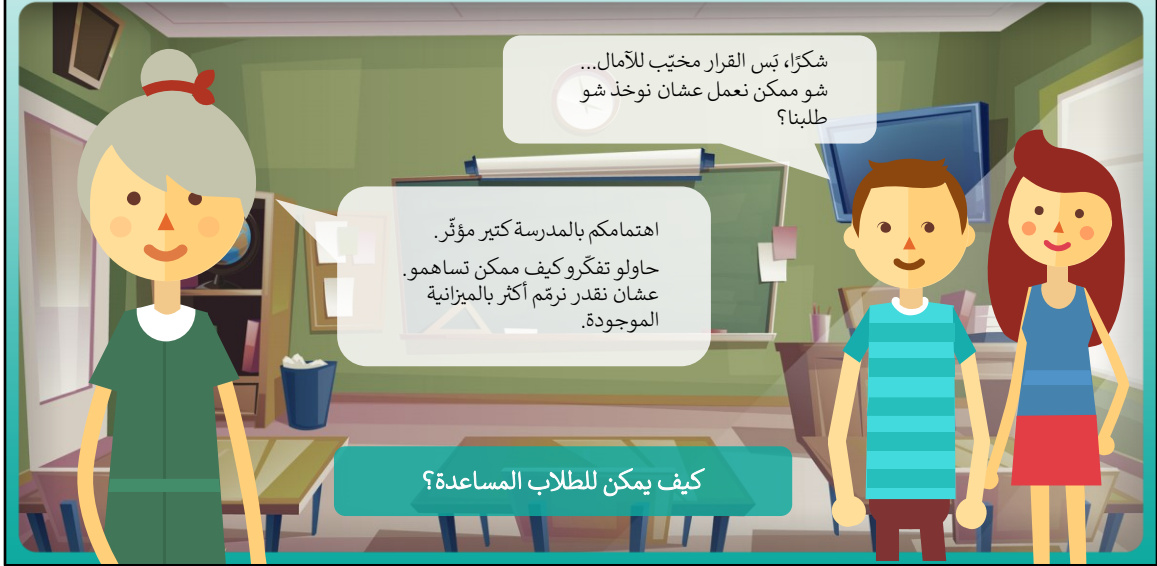 شكرًا، بَس القرار مخيّب للآمال...
شو ممكن نعمل عشان نوخذ شو
طلبنا؟
اهتمامكم بالمدرسة كتير مؤثّر.
حاولو تفكّرو كيف ممكن تساهمو.
عشان نقدر نرمّم أكثر بالميزانية
الموجودة.
كيف يمكن للطلاب المساعدة؟